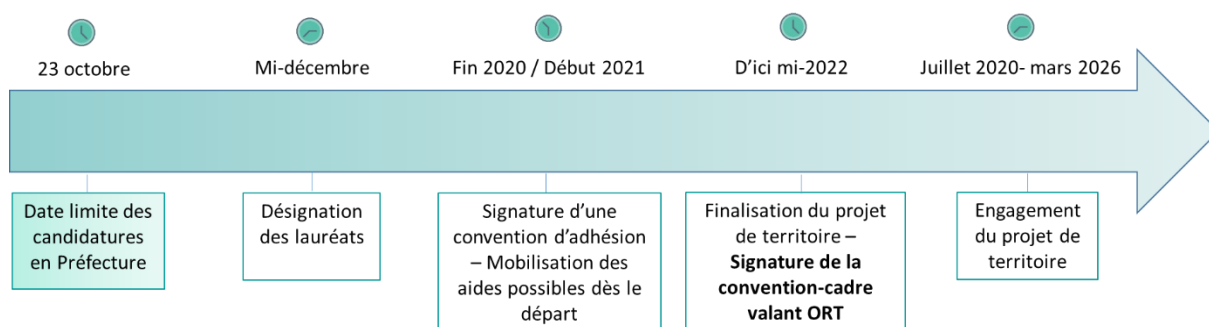 23 octobre
Mi-décembre
Fin 2020 / Début 2021
D'ici mi-2022
Juillet 2020- mars 2026
Date limite des
candidatures
en Préfecture
Désignation
des lauréats
Signature d'une
convention d'adhésion
– Mobilisation des
aides possibles dès le
départ
Finalisation du projet
de territoire –
Signature de la
convention-cadre
valant ORT
Engagement
du projet de
territoire